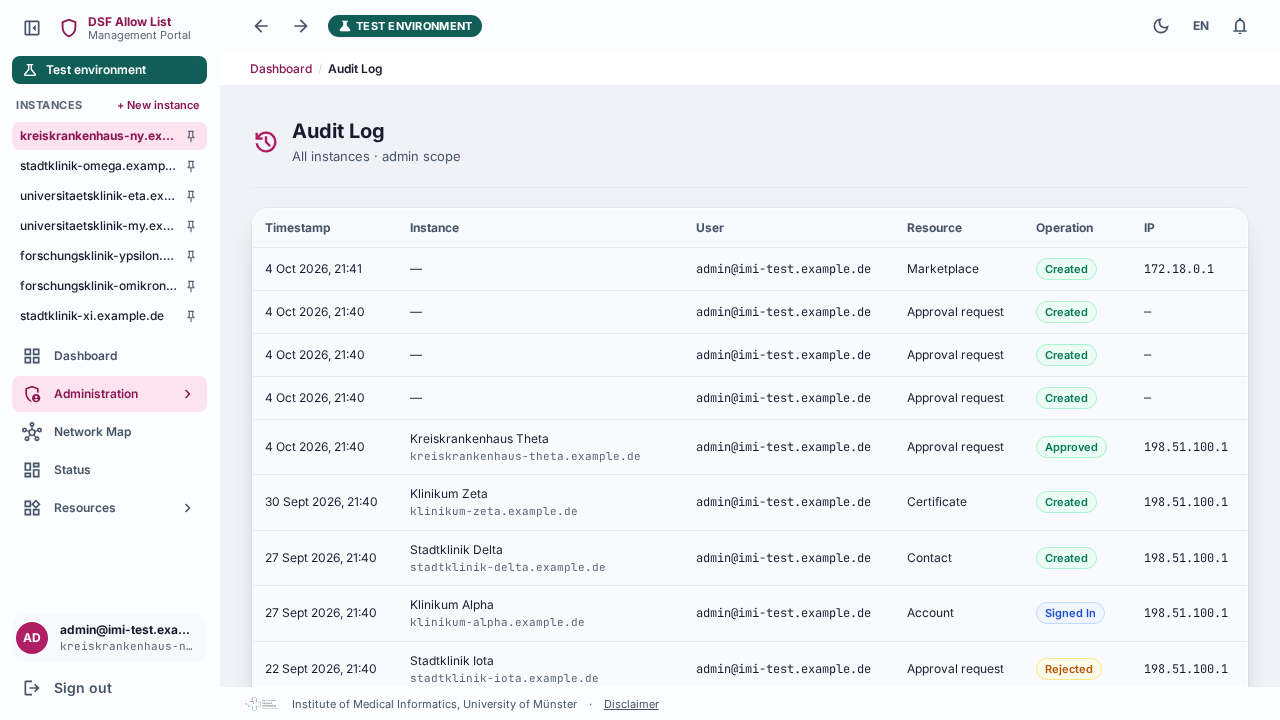 DSF Allow List
Management Portal
Test environment
INSTANCES
+ New instance
kreiskrankenhaus-ny.ex...
stadtklinik-omega.examp...
universitaetsklinik-eta.ex...
universitaetsklinik-my.ex...
forschungsklinik-ypsilon....
forschungsklinik-omikron...
stadtklinik-xi.example.de
Dashboard
Administration
Network Map
Status
Resources
AD
admin@imi-test.exa...
kreiskrankenhaus-n...
Sign out
TEST ENVIRONMENT
EN
Dashboard / Audit Log
Audit Log
All instances · admin scope
Timestamp Instance User Resource Operation IP
4 Oct 2026, 21:41 — admin@imi-test.example.de Marketplace Created 172.18.0.1
4 Oct 2026, 21:40 — admin@imi-test.example.de Approval request Created —
4 Oct 2026, 21:40 — admin@imi-test.example.de Approval request Created —
4 Oct 2026, 21:40 — admin@imi-test.example.de Approval request Created —
4 Oct 2026, 21:40 Kreiskrankenhaus Theta admin@imi-test.example.de Approval request Approved 198.51.100.1
kreiskrankenhaus-theta.example.de
30 Sept 2026, 21:40 Klinikum Zeta admin@imi-test.example.de Certificate Created 198.51.100.1
klinikum-zeta.example.de
27 Sept 2026, 21:40 Stadtklinik Delta admin@imi-test.example.de Contact Created 198.51.100.1
stadtklinik-delta.example.de
27 Sept 2026, 21:40 Klinikum Alpha admin@imi-test.example.de Account Signed In 198.51.100.1
klinikum-alpha.example.de
22 Sept 2026, 21:40 Stadtklinik Iota admin@imi-test.example.de Approval request Rejected 198.51.100.1
stadtklinik-iota.example.de
Institute of Medical Informatics, University of Münster · Disclaimer